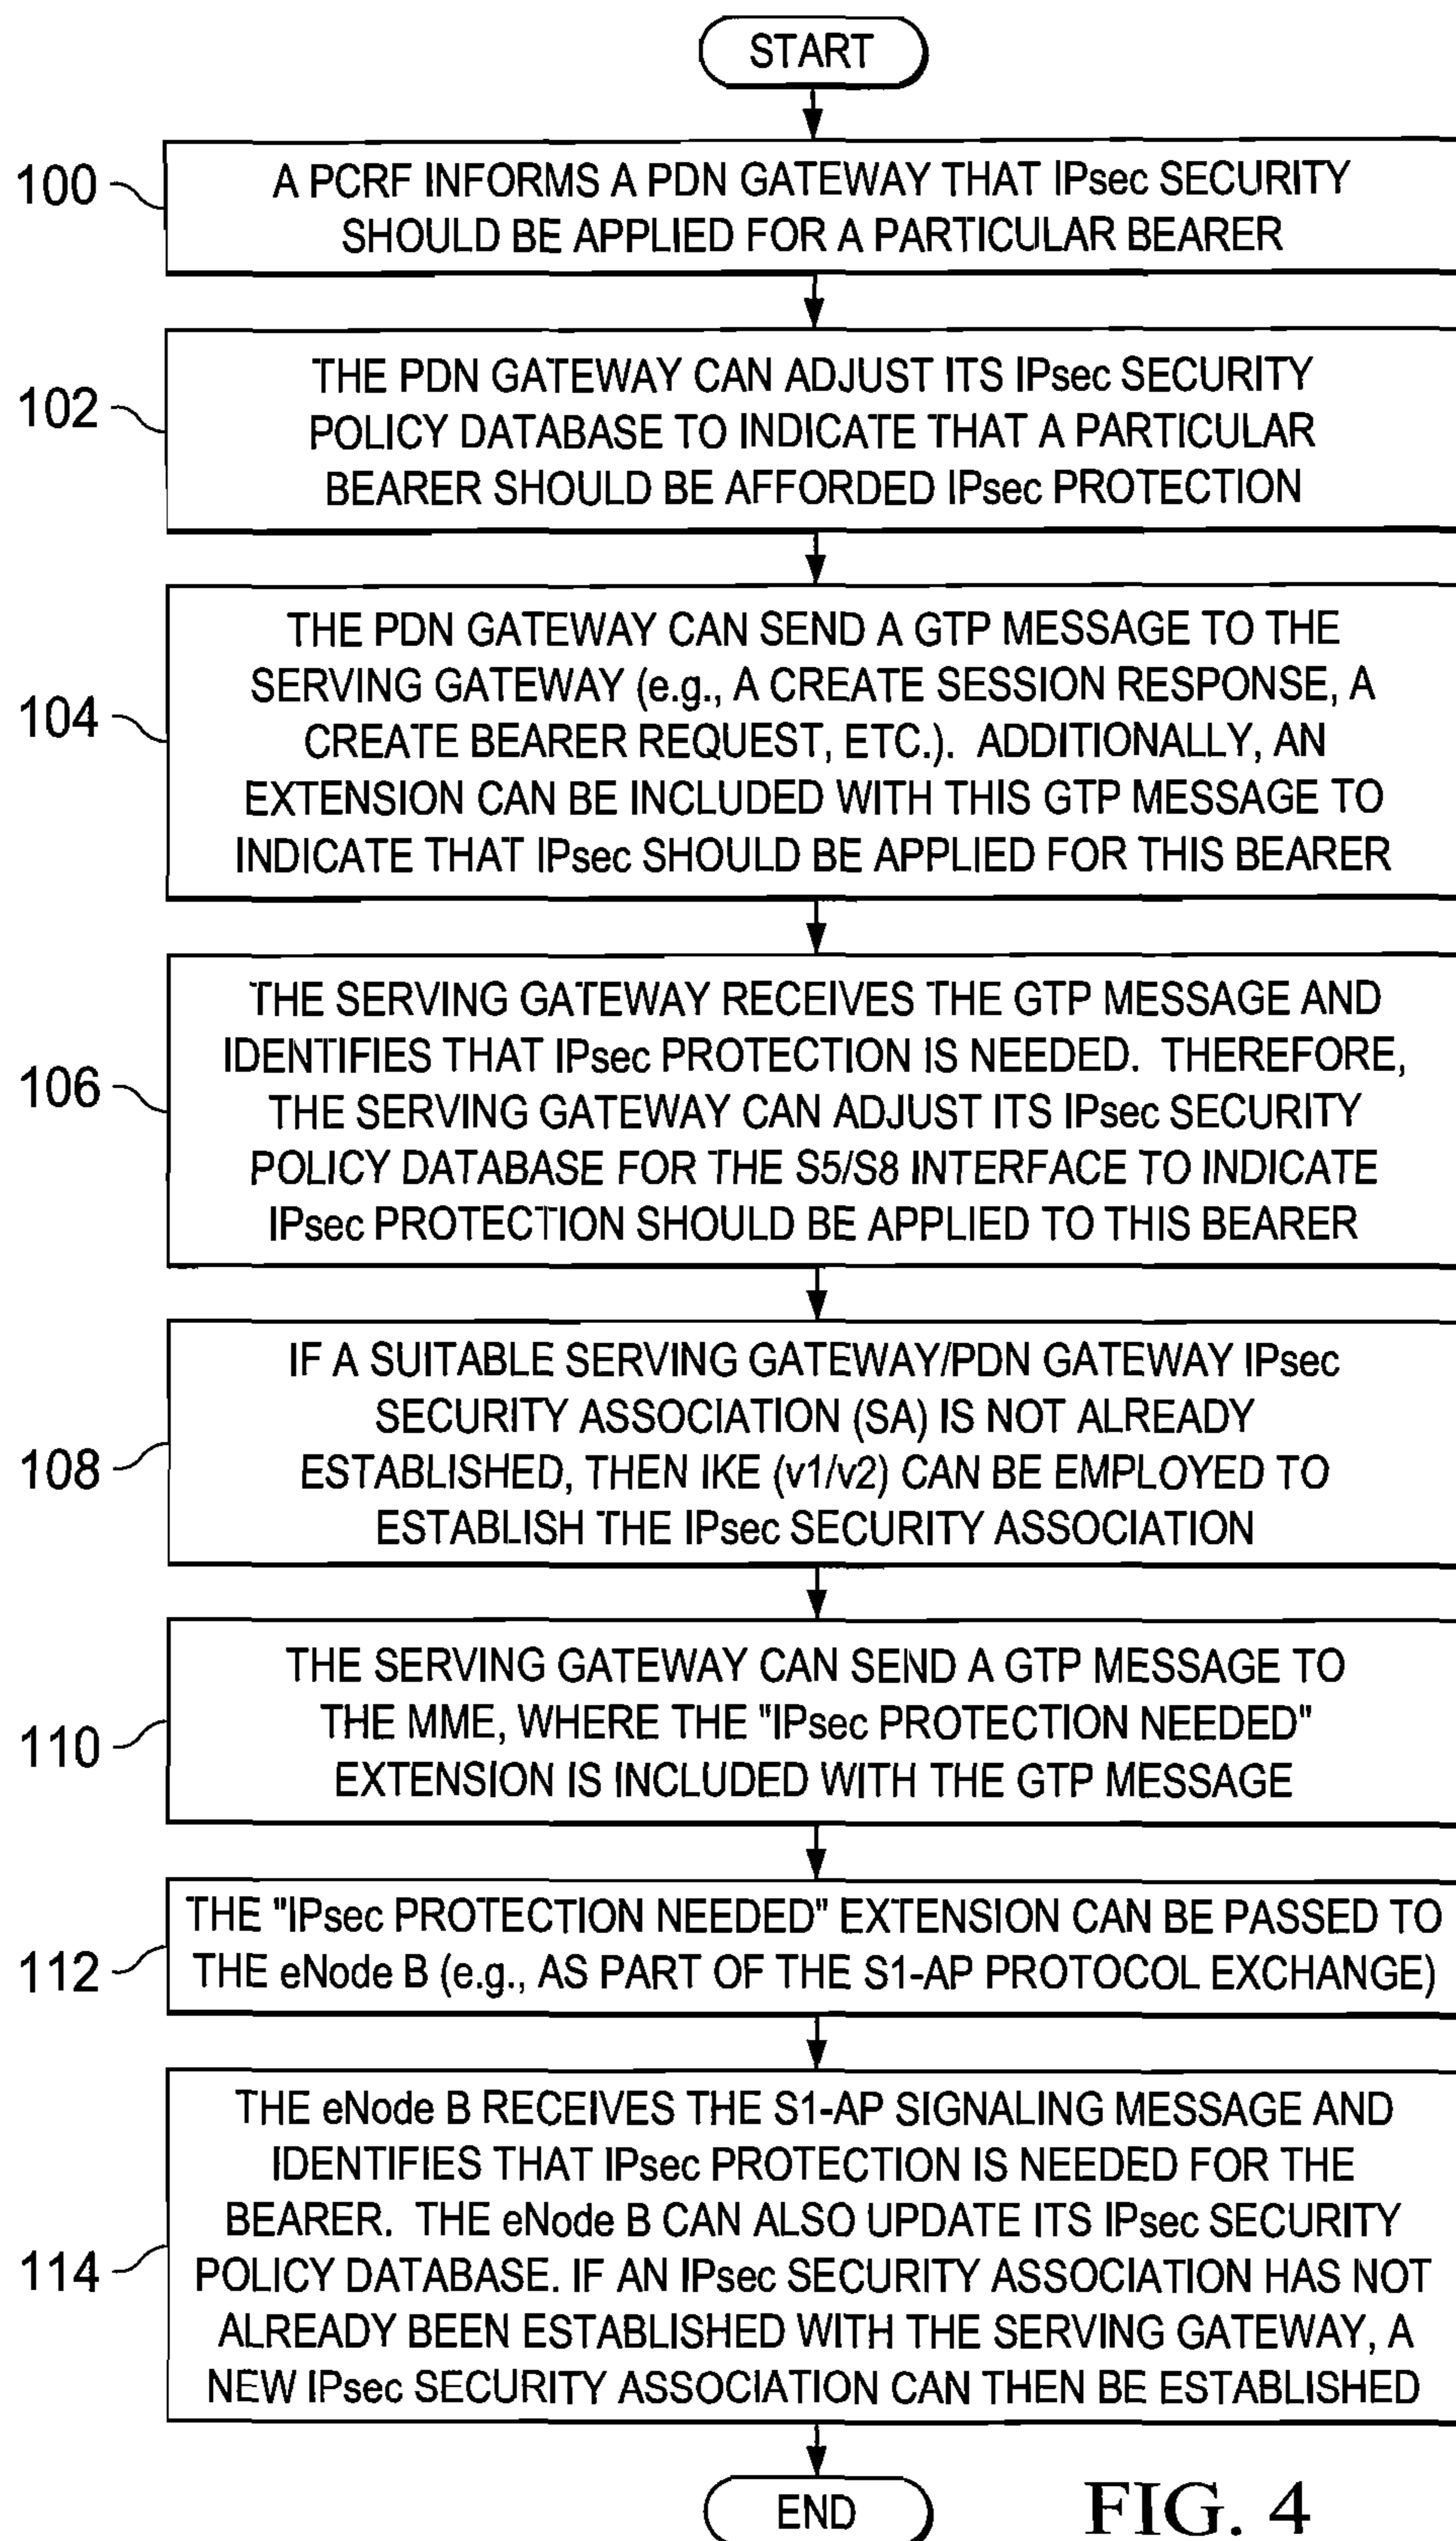 START
100
A PCRF INFORMS A PDN GATEWAY THAT IPsec SECURITY
SHOULD BE APPLIED FOR A PARTICULAR BEARER
102
THE PDN GATEWAY CAN ADJUST ITS IPsec SECURITY
POLICY DATABASE TO INDICATE THAT A PARTICULAR
BEARER SHOULD BE AFFORDED IPsec PROTECTION
104
THE PDN GATEWAY CAN SEND A GTP MESSAGE TO THE
SERVING GATEWAY (e.g., A CREATE SESSION RESPONSE, A
CREATE BEARER REQUEST, ETC.). ADDITIONALLY, AN
EXTENSION CAN BE INCLUDED WITH THIS GTP MESSAGE TO
INDICATE THAT IPsec SHOULD BE APPLIED FOR THIS BEARER
106
THE SERVING GATEWAY RECEIVES THE GTP MESSAGE AND
IDENTIFIES THAT IPsec PROTECTION IS NEEDED. THEREFORE,
THE SERVING GATEWAY CAN ADJUST ITS IPsec SECURITY
POLICY DATABASE FOR THE S5/S8 INTERFACE TO INDICATE
IPsec PROTECTION SHOULD BE APPLIED TO THIS BEARER
108
IF A SUITABLE SERVING GATEWAY/PDN GATEWAY IPsec
SECURITY ASSOCIATION (SA) IS NOT ALREADY
ESTABLISHED, THEN IKE (v1/v2) CAN BE EMPLOYED TO
ESTABLISH THE IPsec SECURITY ASSOCIATION
110
THE SERVING GATEWAY CAN SEND A GTP MESSAGE TO
THE MME, WHERE THE "IPsec PROTECTION NEEDED"
EXTENSION IS INCLUDED WITH THE GTP MESSAGE
112
THE "IPsec PROTECTION NEEDED" EXTENSION CAN BE PASSED TO
THE eNode B (e.g., AS PART OF THE S1-AP PROTOCOL EXCHANGE)
114
THE eNode B RECEIVES THE S1-AP SIGNALING MESSAGE AND
IDENTIFIES THAT IPsec PROTECTION IS NEEDED FOR THE
BEARER. THE eNode B CAN ALSO UPDATE ITS IPsec SECURITY
POLICY DATABASE. IF AN IPsec SECURITY ASSOCIATION HAS NOT
ALREADY BEEN ESTABLISHED WITH THE SERVING GATEWAY, A
NEW IPsec SECURITY ASSOCIATION CAN THEN BE ESTABLISHED
END
FIG. 4